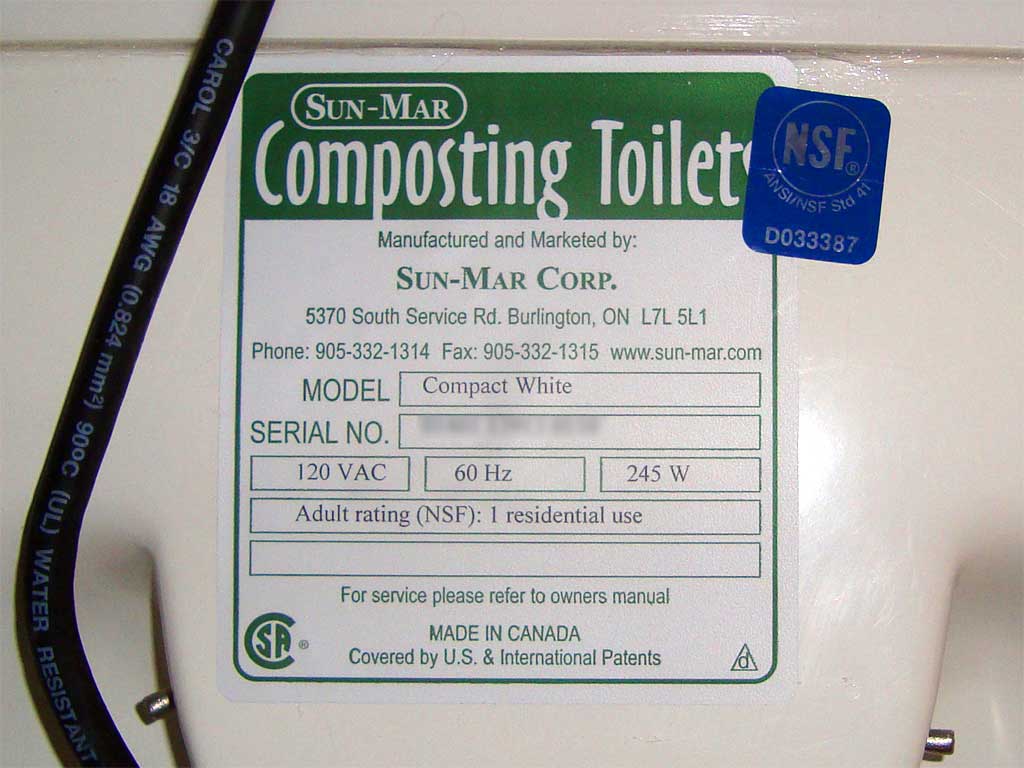 CAROL 3/C 18 AWG (0.824 mm²) 90ºC (UL) WATER RESISTANT
SUN-MAR
Composting Toilets
NSF®
ANSI/NSF Std 41
D033387
Manufactured and Marketed by:
SUN-MAR CORP.
5370 South Service Rd. Burlington, ON L7L 5L1
Phone: 905-332-1314 Fax: 905-332-1315 www.sun-mar.com
MODEL Compact White
SERIAL NO.
120 VAC 60 Hz 245 W
Adult rating (NSF): 1 residential use
For service please refer to owners manual
MADE IN CANADA
Covered by U.S. & International Patents
SA ®
d